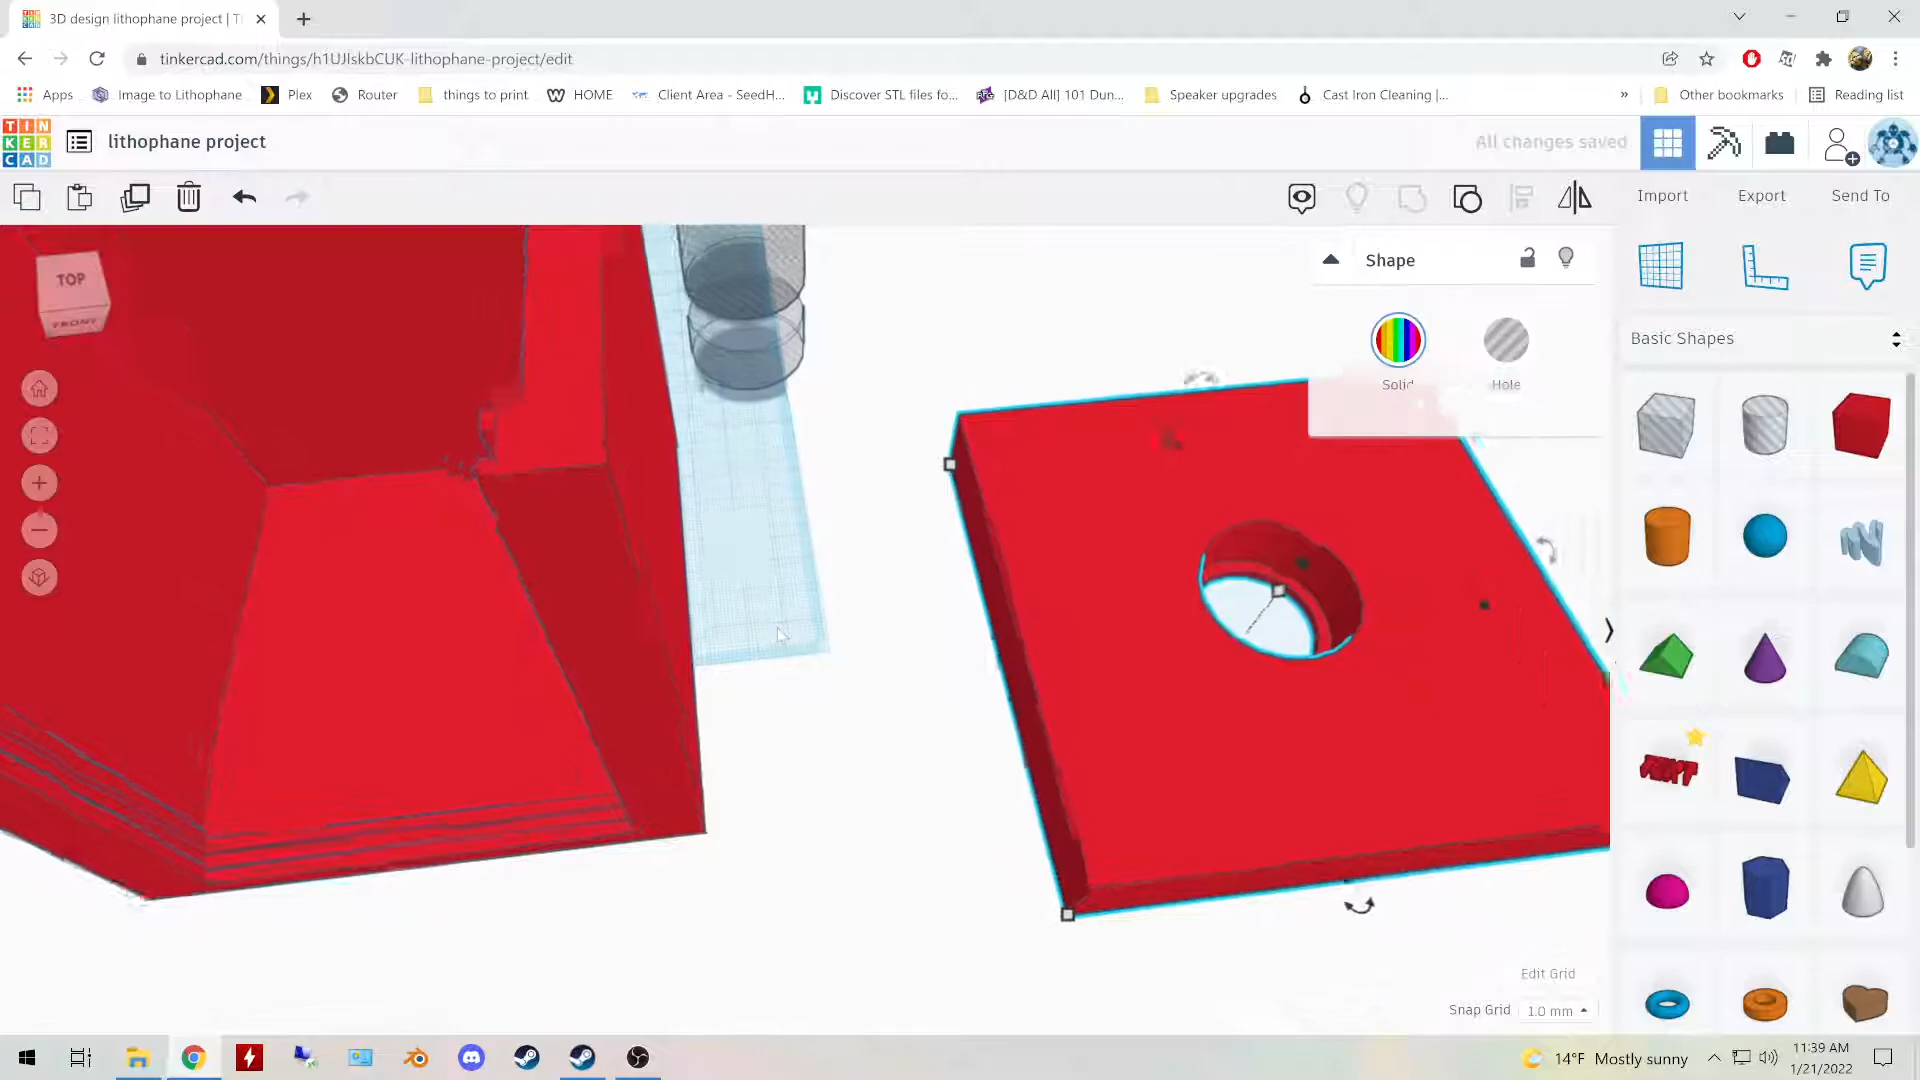 3D design lithophane project | Ti
tinkercad.com/things/h1UJlskbCUK-lithophane-project/edit
Apps
Image to Lithophane
Plex
Router
things to print
HOME
Client Area - SeedH...
Discover STL files fo...
[D&D All] 101 Dun...
Speaker upgrades
Cast Iron Cleaning |...
»
Other bookmarks
Reading list
TIN
KER
CAD
lithophane project
All changes saved
Import
Export
Send To
TOP
FRONT
Shape
Solid
Hole
Basic Shapes
TEXT
Edit Grid
Snap Grid
1.0 mm
14°F Mostly sunny
11:39 AM
1/21/2022